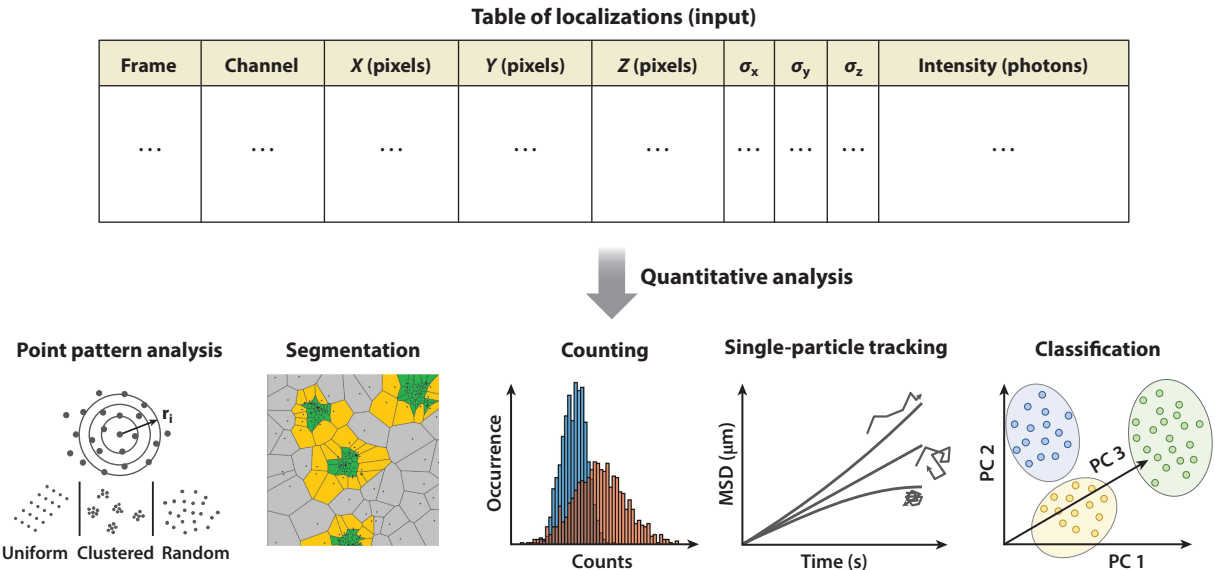 Table of localizations (input)
Frame Channel X (pixels) Y (pixels) Z (pixels) σx σy σz Intensity (photons)
... ... ... ... ... ... ... ... ...
Quantitative analysis
Point pattern analysis
ri
Uniform Clustered Random
Segmentation
Counting
Occurrence
Counts
Single-particle tracking
MSD (μm)
Time (s)
Classification
PC 2
PC 3
PC 1